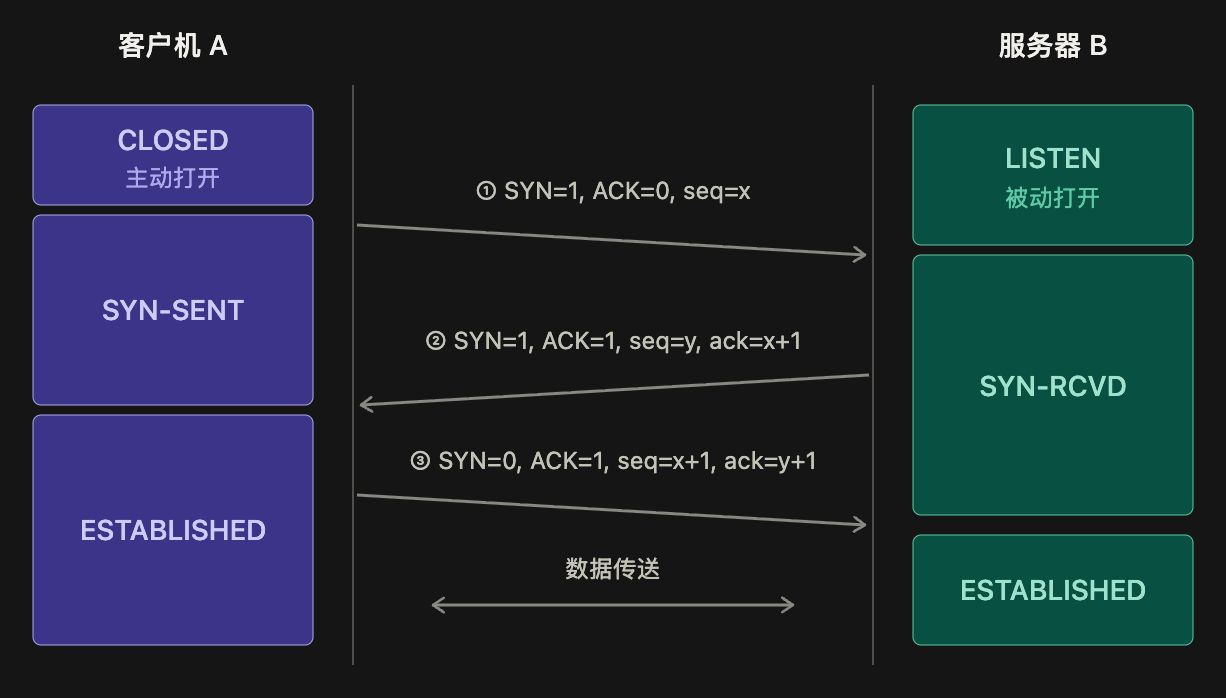 客户机 A
服务器 B
CLOSED
主动打开
LISTEN
被动打开
① SYN=1, ACK=0, seq=x
SYN-SENT
② SYN=1, ACK=1, seq=y, ack=x+1
SYN-RCVD
③ SYN=0, ACK=1, seq=x+1, ack=y+1
ESTABLISHED
数据传送
ESTABLISHED